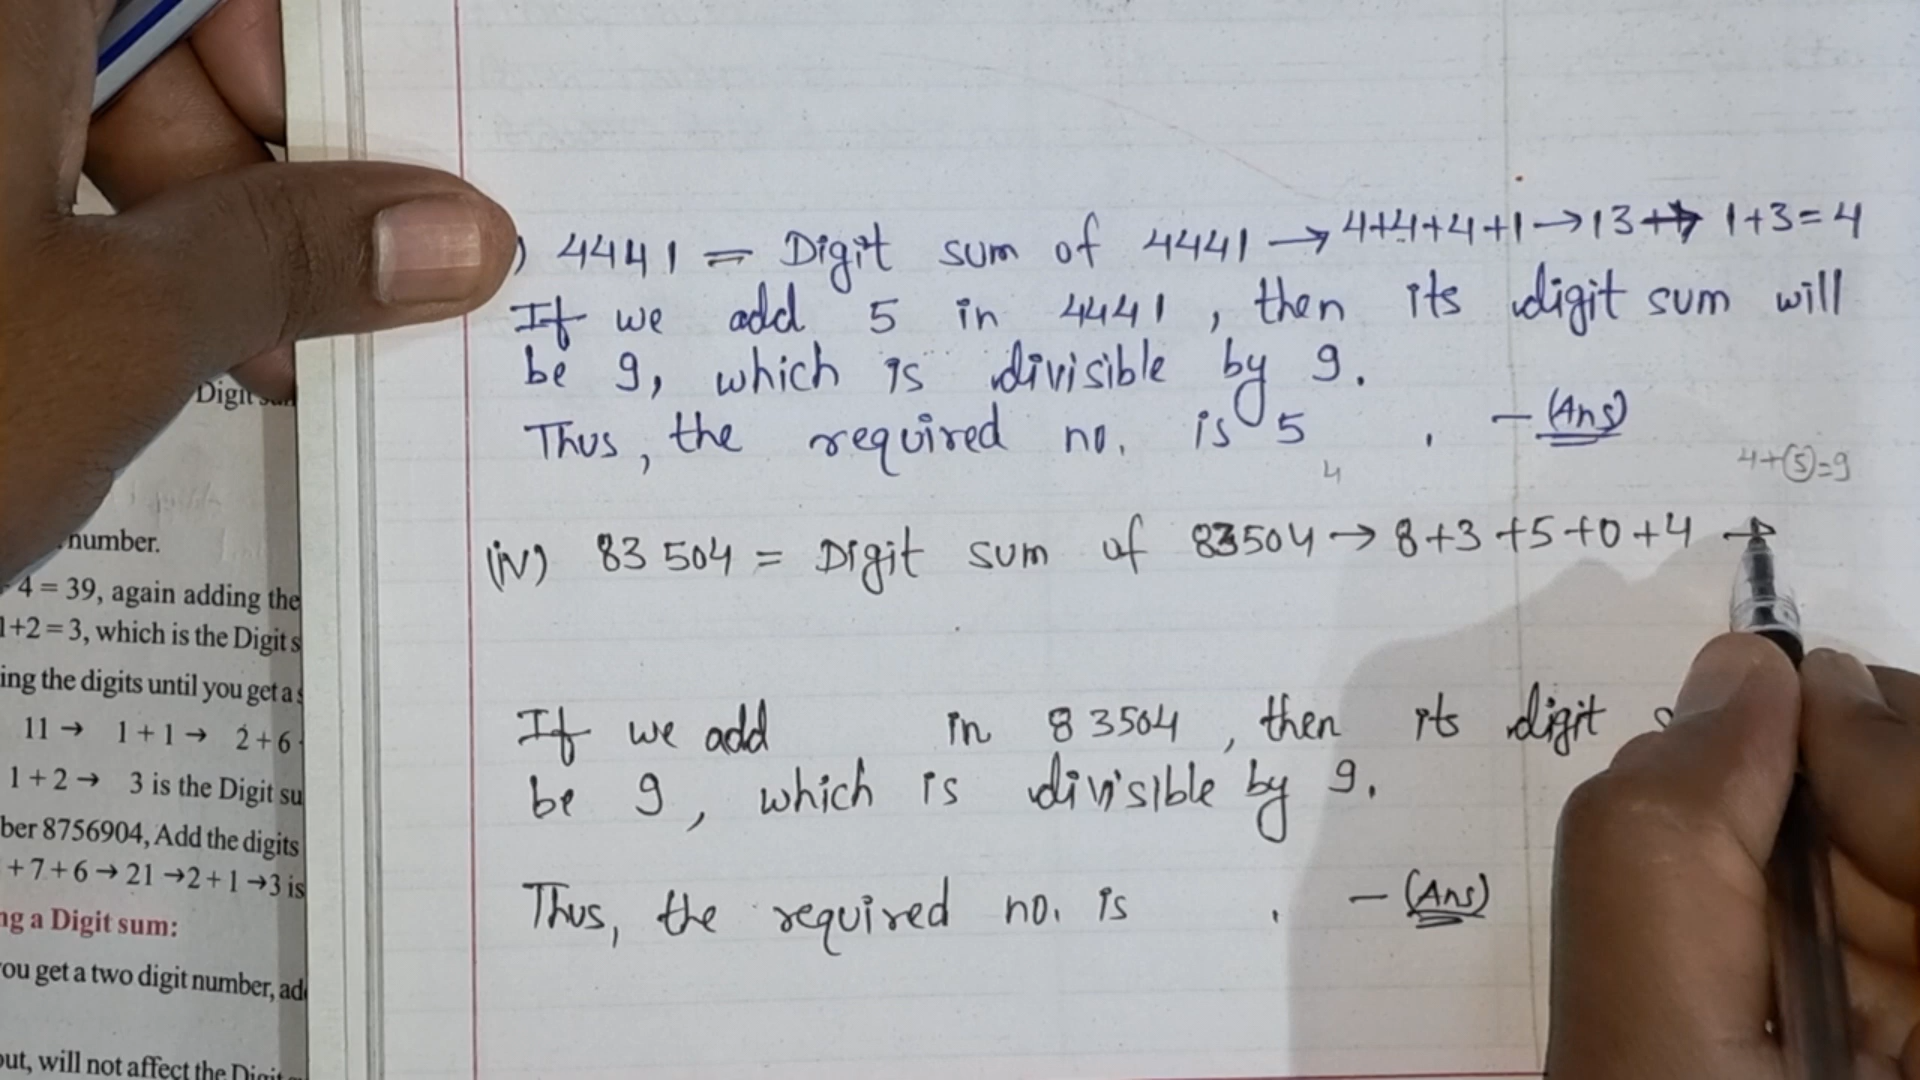 ) 4441 = Digit sum of 4441 → 4+4+4+1 → 13 → 1+3=4
If we add 5 in 4441, then its digit sum will
be 9, which is divisible by 9.
Thus, the required no. is 5. - (Ans)
4
4+(5)=9
(iv) 83504 = Digit sum of 83504 → 8+3+5+0+4 →
If we add in 83504, then its digit
be 9, which is divisible by 9.
Thus, the required no. is . - (Ans)
Digit
number.
4 = 39, again adding the
1+2=3, which is the Digit s
ing the digits until you get a s
11 → 1+1 → 2+6
1+2 → 3 is the Digit su
ber 8756904, Add the digits
+7+6→21→2+1→3 is
ng a Digit sum:
ou get a two digit number, ad
out, will not affect the Digit